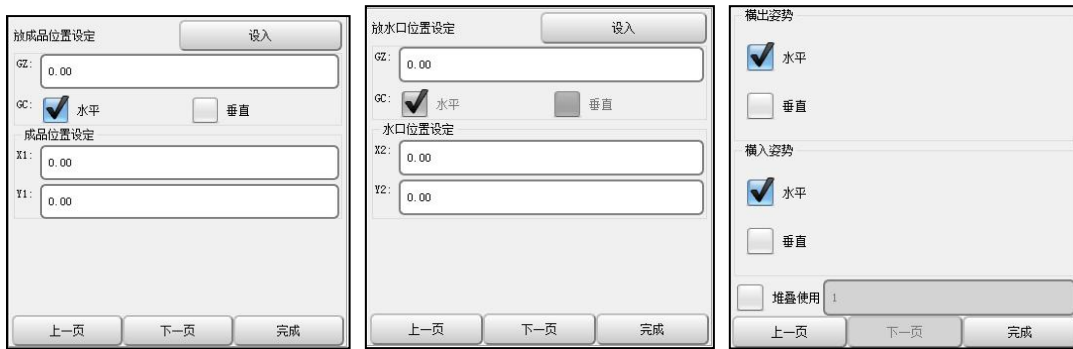 放成品位置设定 设入
GZ: 0.00
GC: 水平 垂直
成品位置设定
X1: 0.00
Y1: 0.00
上一页 下一页 完成
放水口位置设定 设入
GZ: 0.00
GC: 水平 垂直
水口位置设定
X2: 0.00
Y2: 0.00
上一页 下一页 完成
横出姿势
水平
垂直
横入姿势
水平
垂直
堆叠使用 1
上一页 下一页 完成